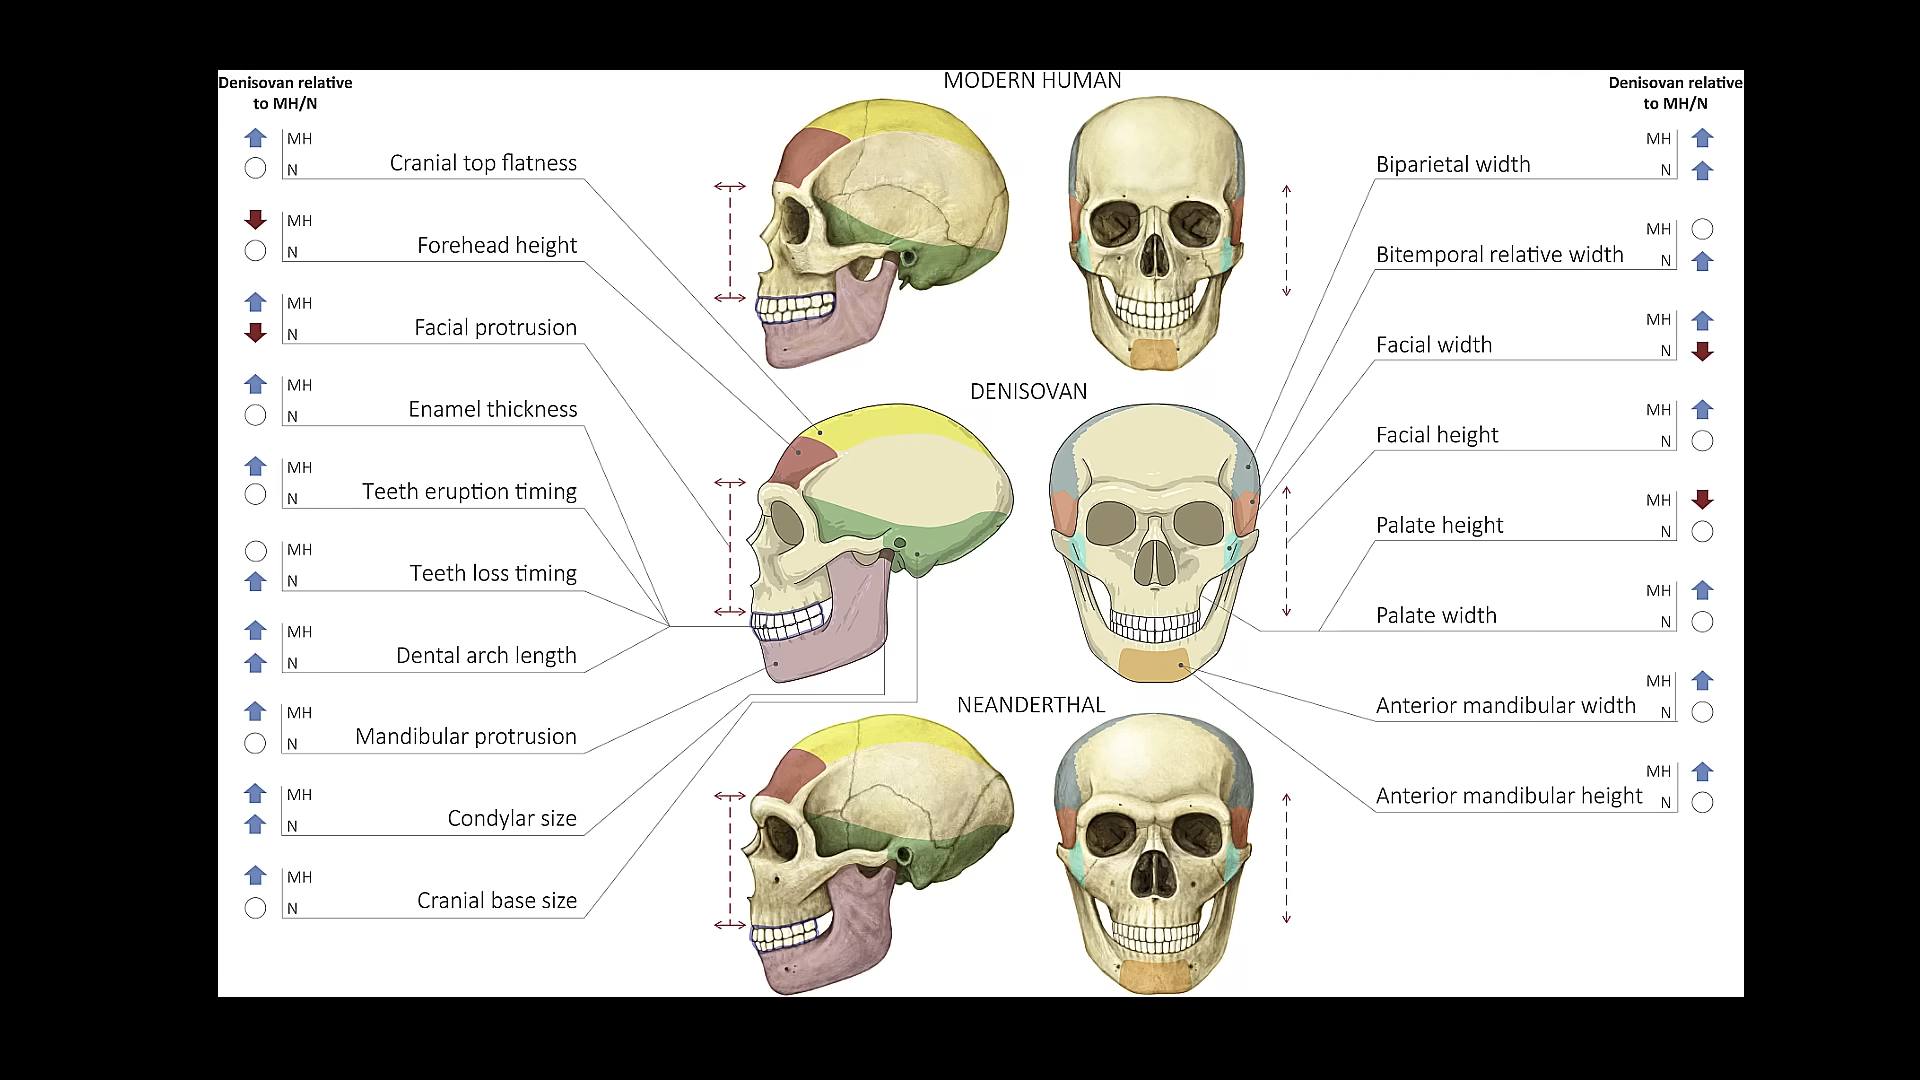 Denisovan relative
to MH/N
MH
N
Cranial top flatness
MH
N
Forehead height
MH
N
Facial protrusion
MH
N
Enamel thickness
MH
N
Teeth eruption timing
MH
N
Teeth loss timing
MH
N
Dental arch length
MH
N
Mandibular protrusion
MH
N
Condylar size
MH
N
Cranial base size
MODERN HUMAN
DENISOVAN
NEANDERTHAL
Denisovan relative
to MH/N
MH
Biparietal width
N
MH
Bitemporal relative width
N
MH
Facial width
N
MH
Facial height
N
MH
Palate height
N
MH
Palate width
N
MH
Anterior mandibular width
N
MH
Anterior mandibular height
N